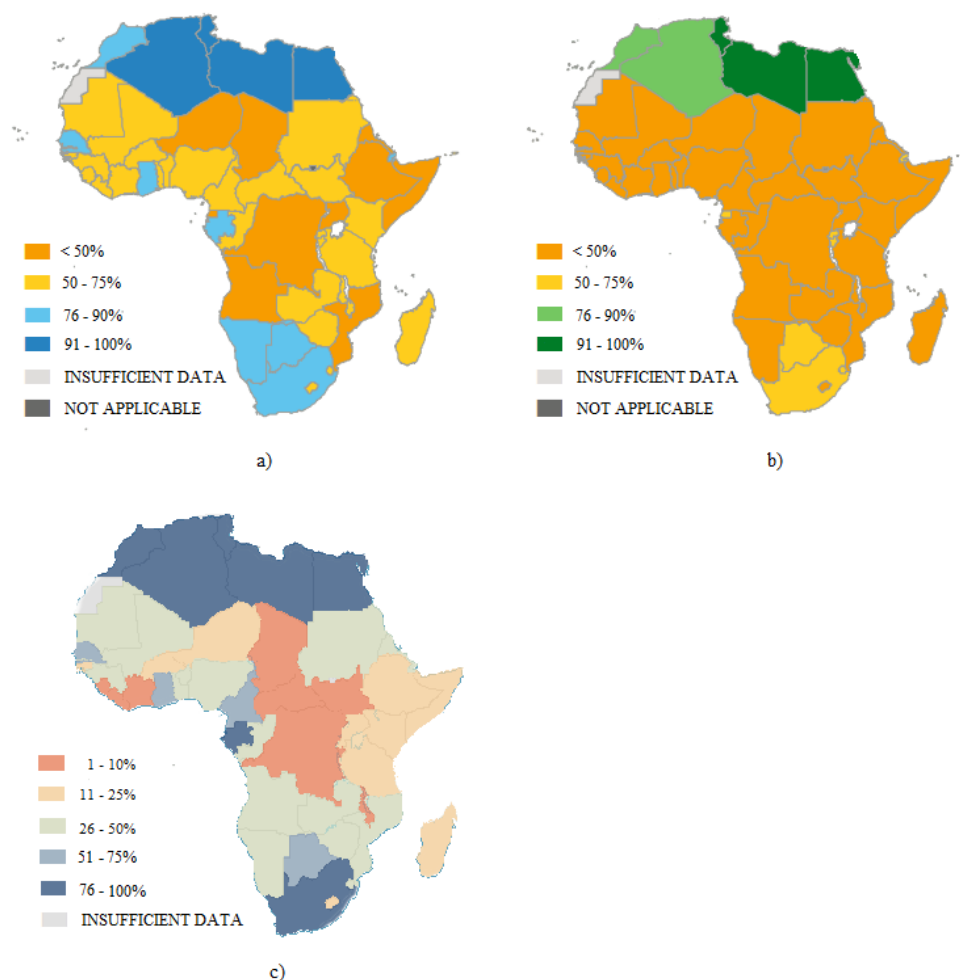 < 50%
50 - 75%
76 - 90%
91 - 100%
INSUFFICIENT DATA
NOT APPLICABLE
a)
< 50%
50 - 75%
76 - 90%
91 - 100%
INSUFFICIENT DATA
NOT APPLICABLE
b)
1 - 10%
11 - 25%
26 - 50%
51 - 75%
76 - 100%
INSUFFICIENT DATA
c)